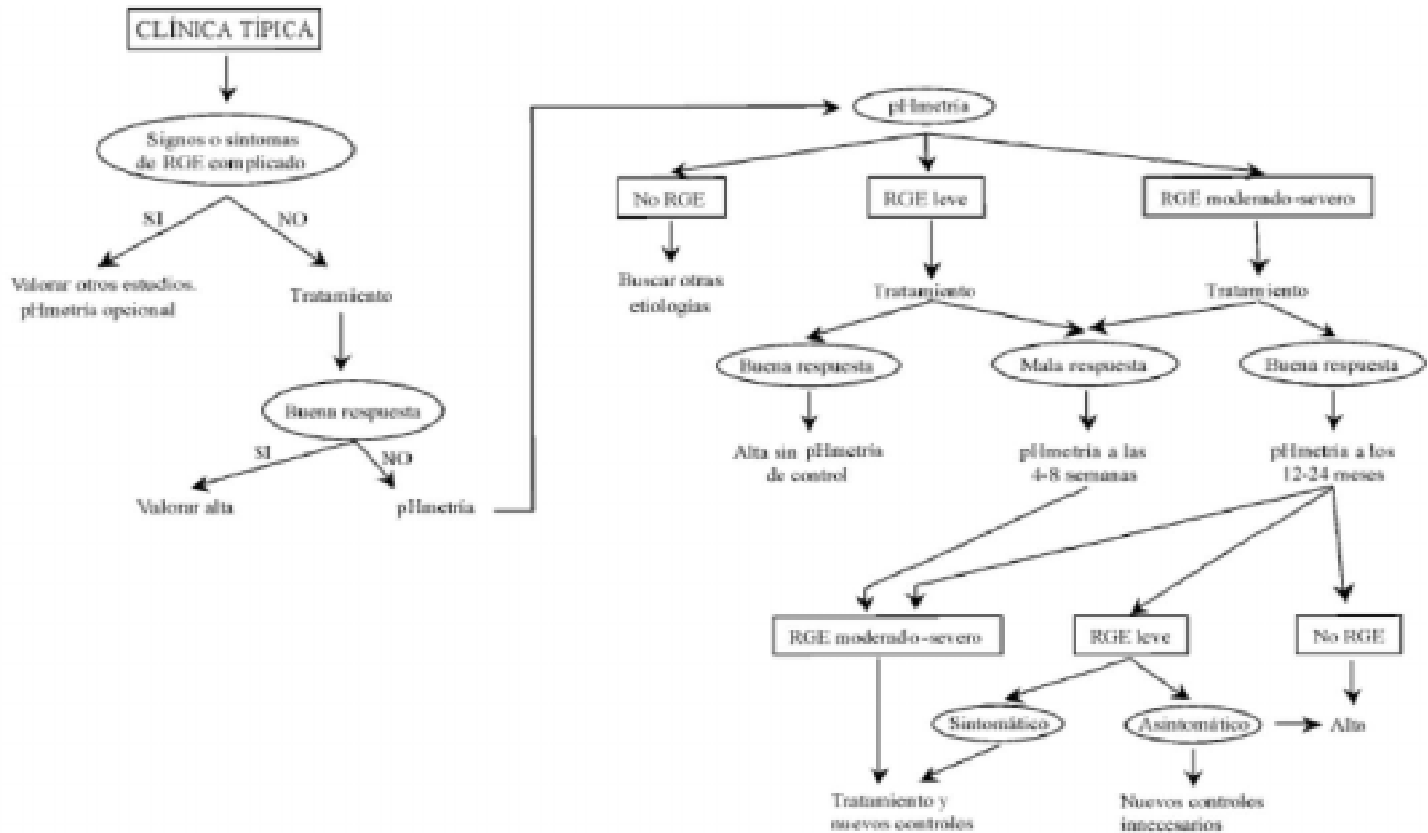 CLÍNICA TÍPICA
Signos o síntomas
de RGE complicado
SI
NO
Valorar otros estudios.
pHmetría opcional
Tratamiento
Buena respuesta
SI
NO
Valorar alta
pHmetría
pHmetría
No RGE
RGE leve
RGE moderado-severo
Buscar otras
etiologías
Tratamiento
Tratamiento
Buena respuesta
Mala respuesta
Buena respuesta
Alta sin pHmetría
de control
pHmetría a las
4-8 semanas
pHmetría a los
12-24 meses
RGE moderado-severo
RGE leve
No RGE
Sintomático
Asintomático
Alta
Tratamiento y
nuevos controles
Nuevos controles
innecesarios